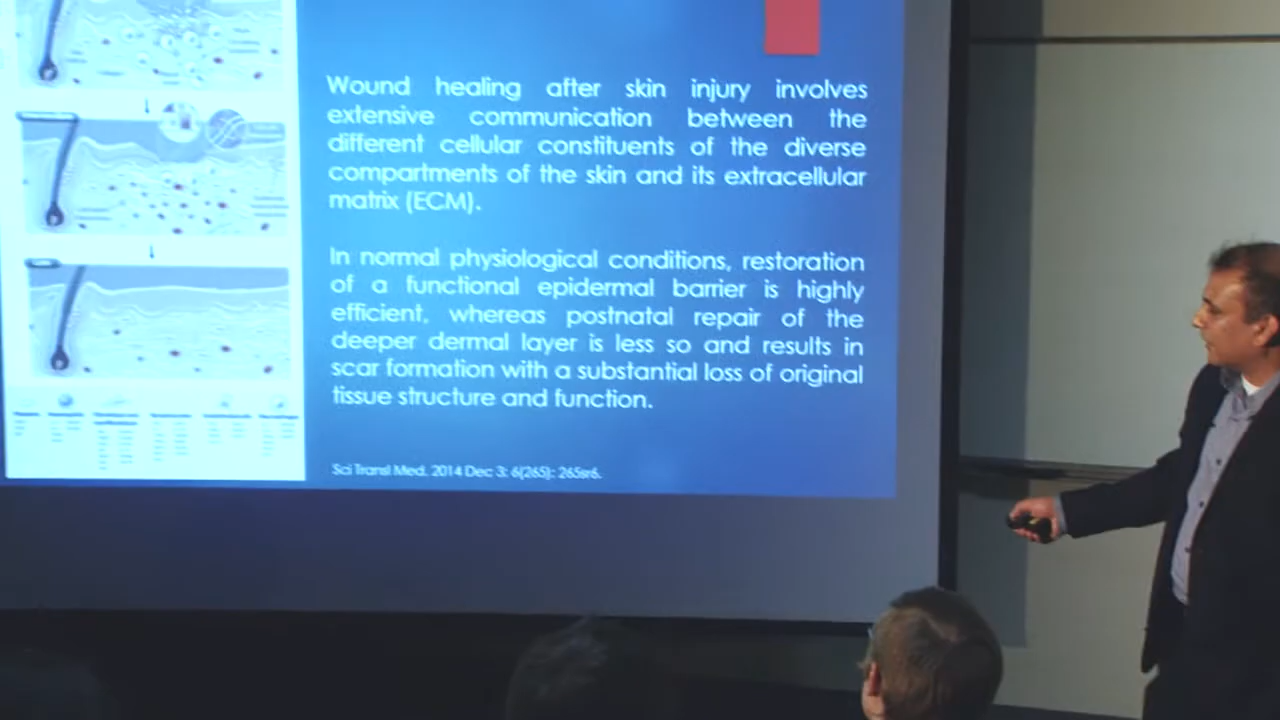 Wound healing after skin injury involves
extensive communication between the
different cellular constituents of the diverse
compartments of the skin and its extracellular
matrix (ECM).
In normal physiological conditions, restoration
of a functional epidermal barrier is highly
efficient, whereas postnatal repair of the
deeper dermal layer is less so and results in
scar formation with a substantial loss of original
tissue structure and function.
Sci Transl Med. 2014 Dec 3; 6(265): 265sr6.